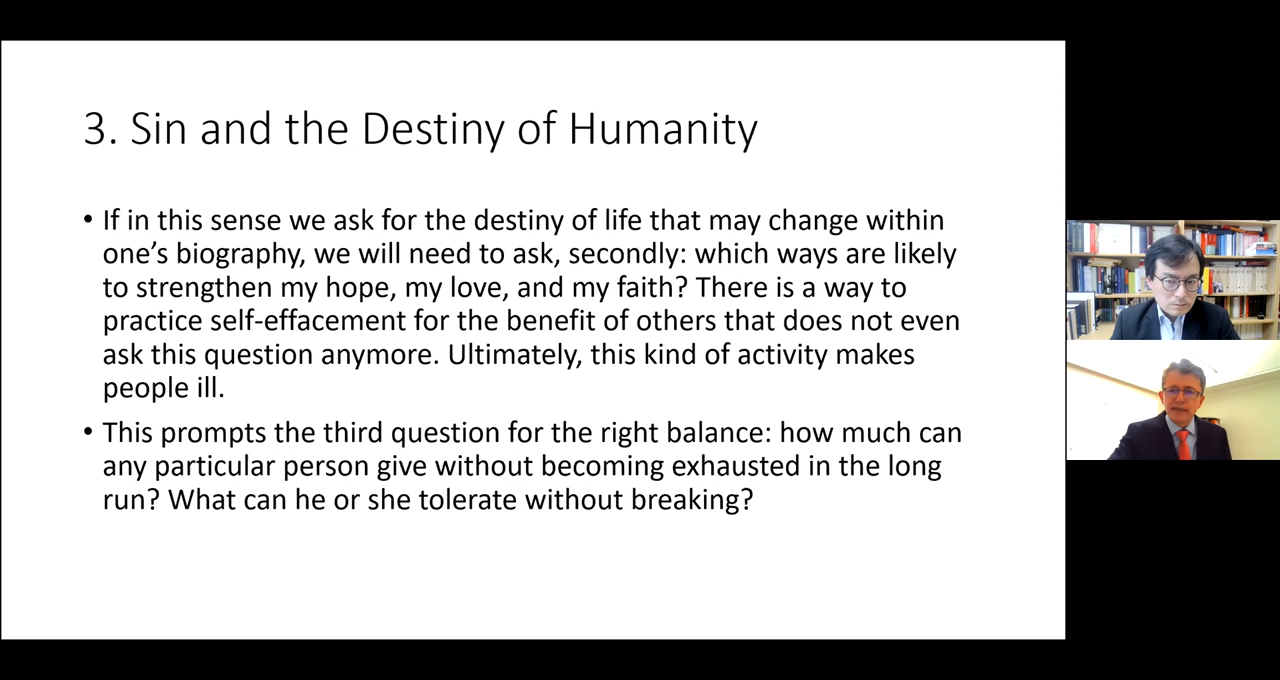 3. Sin and the Destiny of Humanity
• If in this sense we ask for the destiny of life that may change within
one’s biography, we will need to ask, secondly: which ways are likely
to strengthen my hope, my love, and my faith? There is a way to
practice self-effacement for the benefit of others that does not even
ask this question anymore. Ultimately, this kind of activity makes
people ill.
• This prompts the third question for the right balance: how much can
any particular person give without becoming exhausted in the long
run? What can he or she tolerate without breaking?